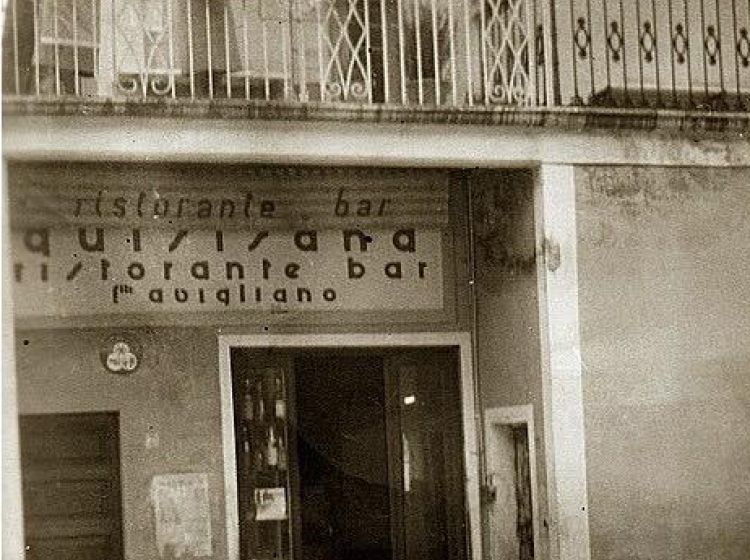 ristorante bar
quisisana
ristorante bar
f.lli avigliano